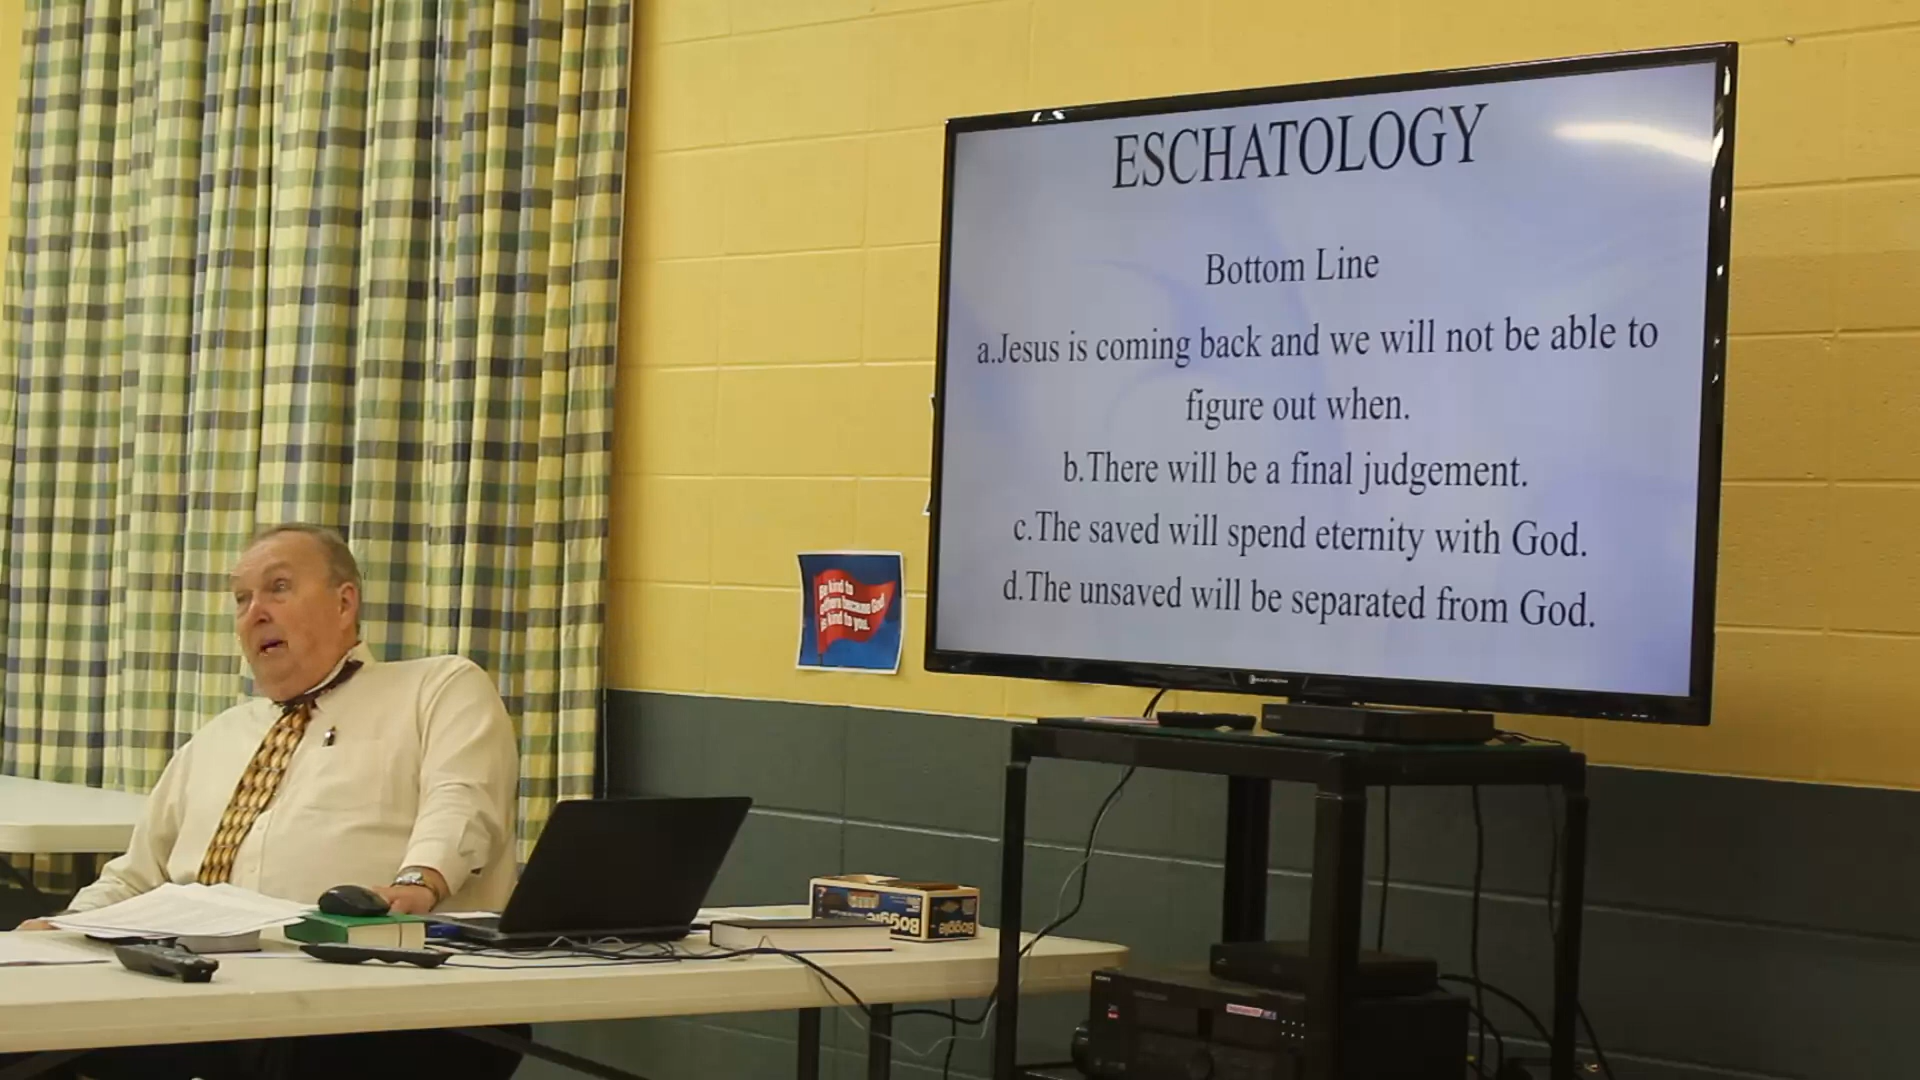 ESCHATOLOGY
Bottom Line
a.Jesus is coming back and we will not be able to
figure out when.
b.There will be a final judgement.
c.The saved will spend eternity with God.
d.The unsaved will be separated from God.
Be kind to
others because God
is kind to you.
Boggle
Boggle
SONY